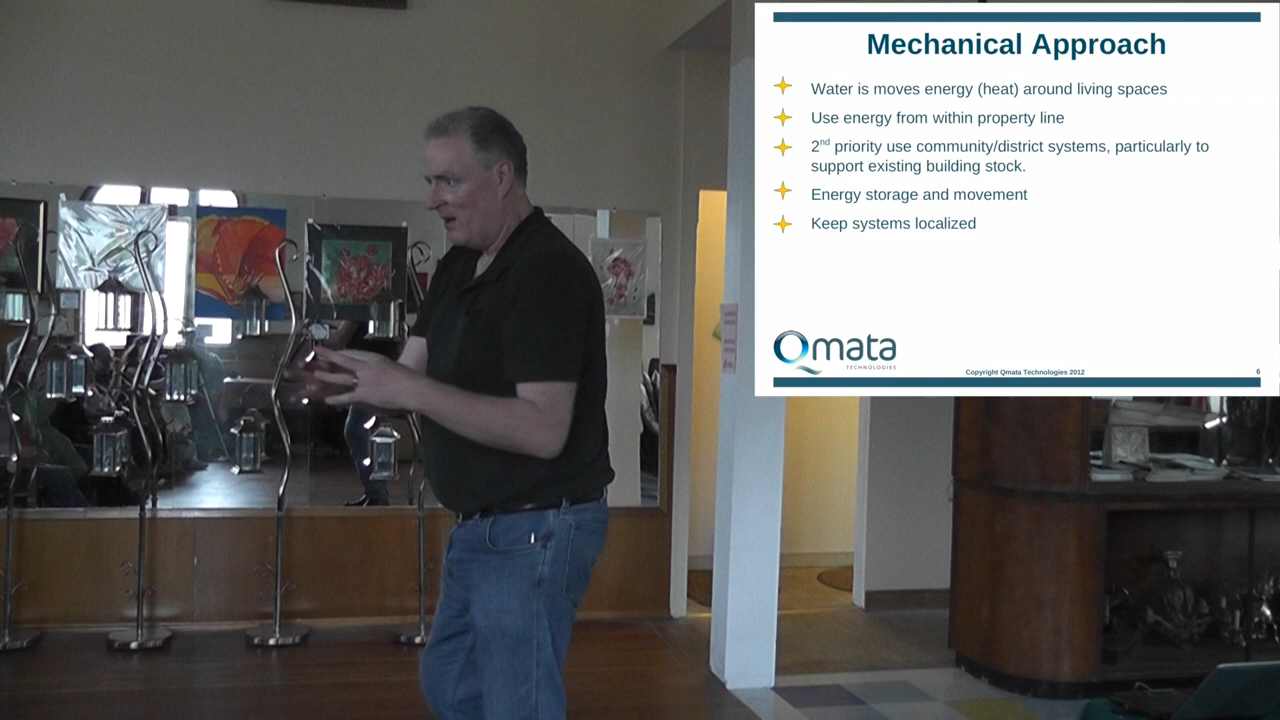 Mechanical Approach
Water is moves energy (heat) around living spaces
Use energy from within property line
2nd priority use community/district systems, particularly to
support existing building stock.
Energy storage and movement
Keep systems localized
Qmata
TECHNOLOGIES
Copyright Qmata Technologies 2012
6